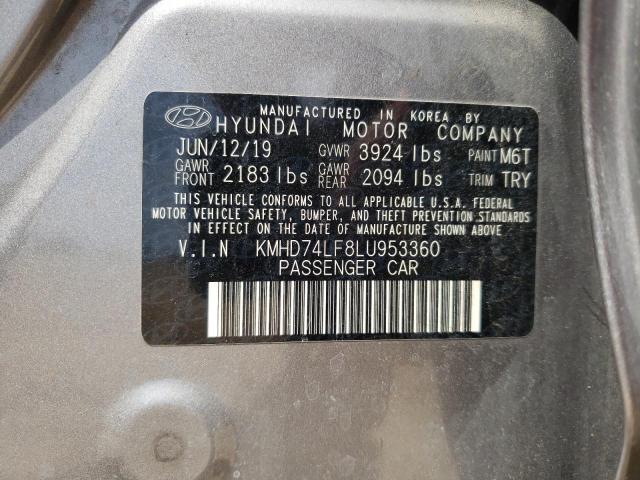 MANUFACTURED IN KOREA BY
HYUNDAI MOTOR COMPANY
JUN/12/19 GVWR 3924 lbs PAINT M6T
GAWR FRONT 2183 lbs GAWR REAR 2094 lbs TRIM TRY
THIS VEHICLE CONFORMS TO ALL APPLICABLE U.S.A. FEDERAL
MOTOR VEHICLE SAFETY, BUMPER, AND THEFT PREVENTION STANDARDS
IN EFFECT ON THE DATE OF MANUFACTURE SHOWN ABOVE.
V.I.N KMHD74LF8LU953360
PASSENGER CAR